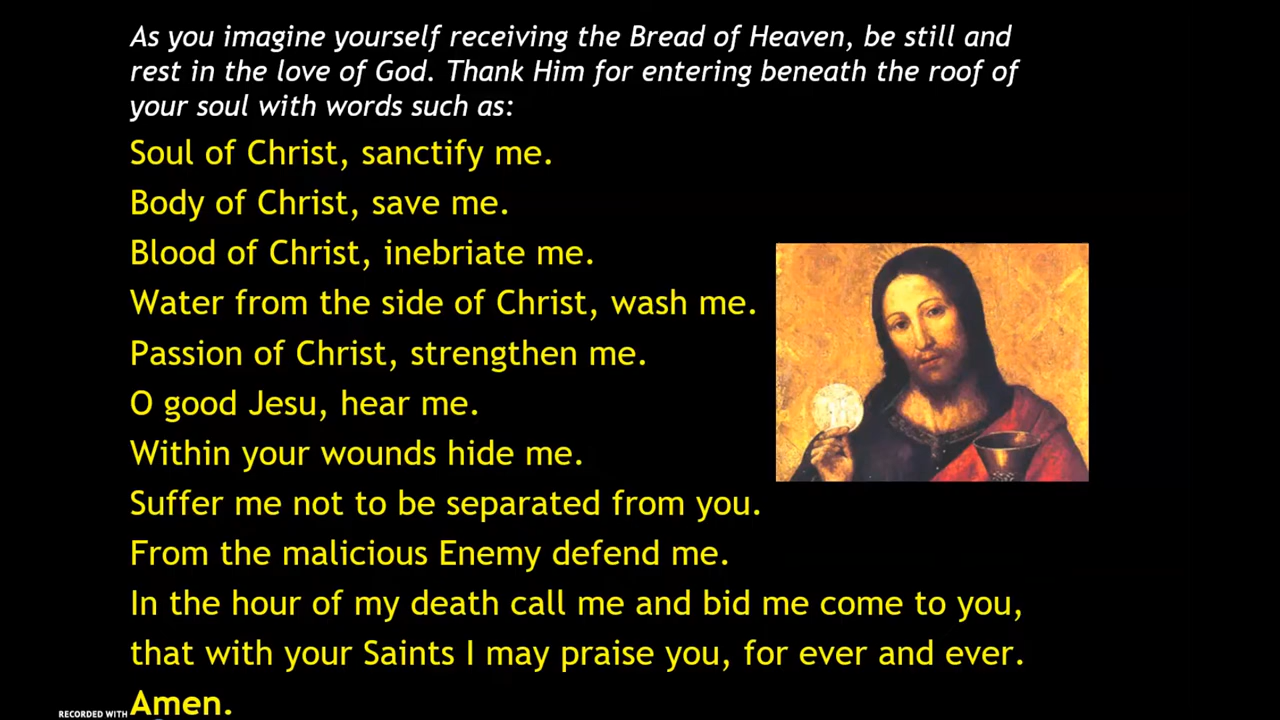 As you imagine yourself receiving the Bread of Heaven, be still and
rest in the love of God. Thank Him for entering beneath the roof of
your soul with words such as:
Soul of Christ, sanctify me.
Body of Christ, save me.
Blood of Christ, inebriate me.
Water from the side of Christ, wash me.
Passion of Christ, strengthen me.
O good Jesu, hear me.
Within your wounds hide me.
Suffer me not to be separated from you.
From the malicious Enemy defend me.
In the hour of my death call me and bid me come to you,
that with your Saints I may praise you, for ever and ever.
Amen.
RECORDED WITH